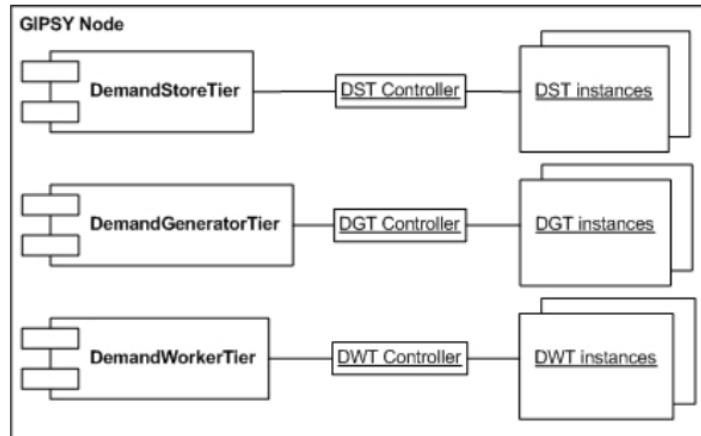 GIPSY Node
DemandStoreTier
DST Controller
DST instances
DemandGeneratorTier
DGT Controller
DGT instances
DemandWorkerTier
DWT Controller
DWT instances